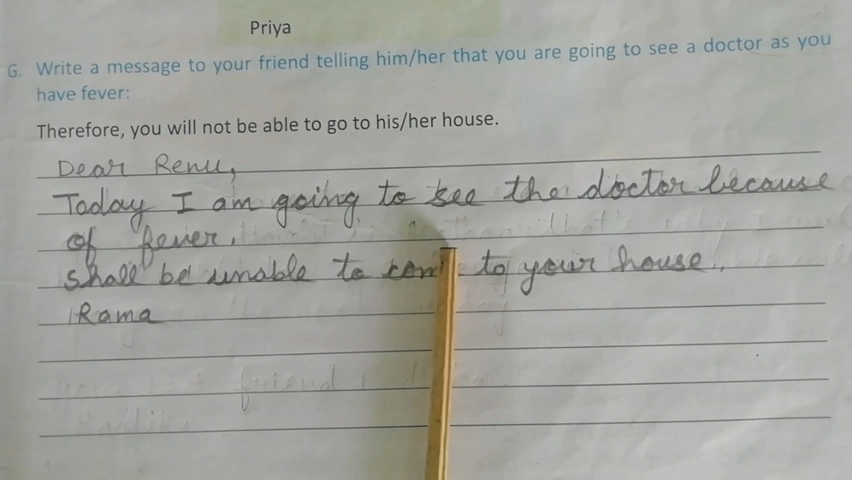 Priya
G. Write a message to your friend telling him/her that you are going to see a doctor as you
have fever:
Therefore, you will not be able to go to his/her house.
Dear Renu,
Today I am going to see the doctor because
of fever.
shall be unable to to your house.
Rama
friend